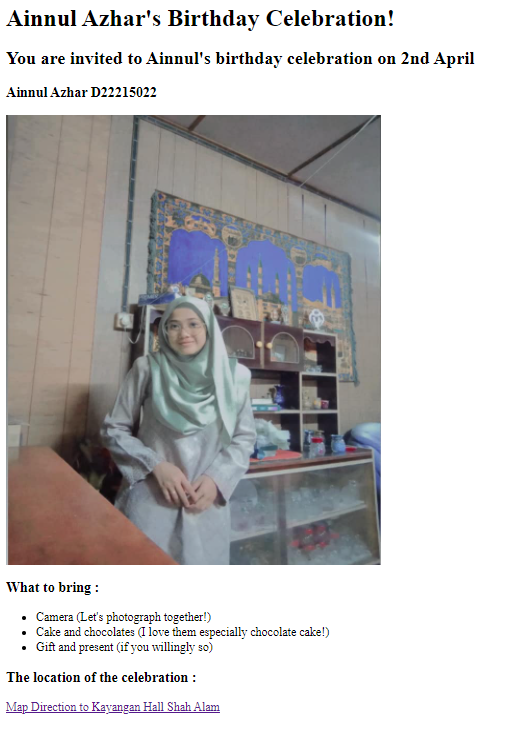 Ainnul Azhar's Birthday Celebration!
You are invited to Ainnul's birthday celebration on 2nd April
Ainnul Azhar D22215022
What to bring :
Camera (Let's photograph together!)
Cake and chocolates (I love them especially chocolate cake!)
Gift and present (if you willingly so)
The location of the celebration :
Map Direction to Kayangan Hall Shah Alam